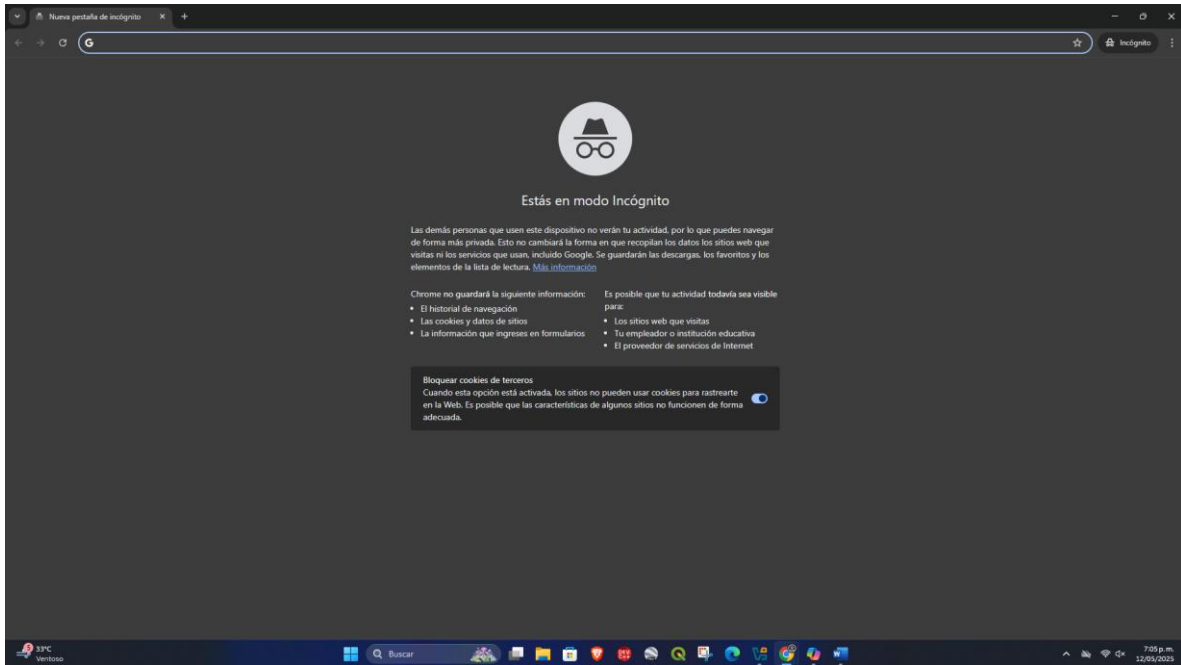 Nueva pestaña de incógnito
G
Incógnito
Estás en modo Incógnito
Las demás personas que usen este dispositivo no verán tu actividad, por lo que puedes navegar
de forma más privada. Esto no cambiará la forma en que recopilan los datos los sitios web que
visitas ni los servicios que usan, incluido Google. Se guardarán las descargas, los favoritos y los
elementos de la lista de lectura. Más información
Chrome no guardará la siguiente información:
El historial de navegación
Las cookies y datos de sitios
La información que ingreses en formularios
Es posible que tu actividad todavía sea visible
para:
Los sitios web que visitas
Tu empleador o institución educativa
El proveedor de servicios de Internet
Bloquear cookies de terceros
Cuando esta opción está activada, los sitios no pueden usar cookies para rastrearte
en la Web. Es posible que las características de algunos sitios no funcionen de forma
adecuada.
33°C
Ventoso
Buscar
7:05 p.m.
12/05/2025